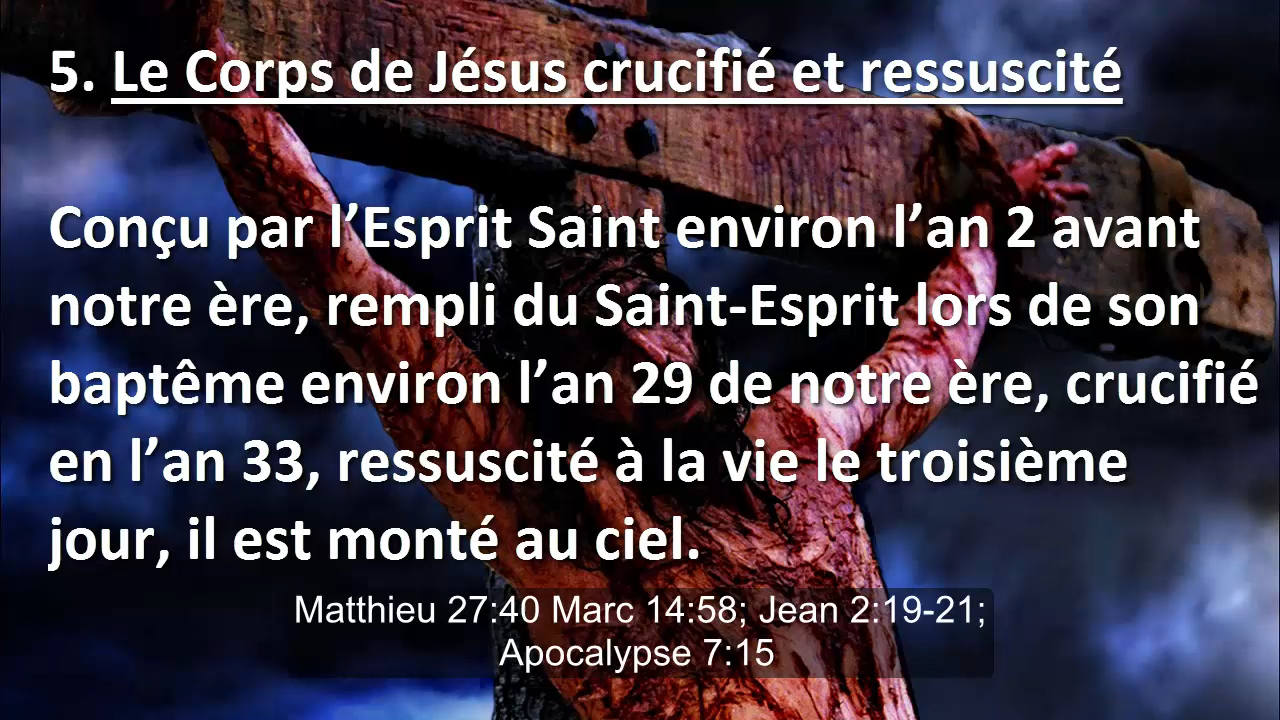 5. Le Corps de Jésus crucifié et ressuscité
Conçu par l’Esprit Saint environ l’an 2 avant
notre ère, rempli du Saint-Esprit lors de son
baptême environ l’an 29 de notre ère, crucifié
en l’an 33, ressuscité à la vie le troisième
jour, il est monté au ciel.
Matthieu 27:40 Marc 14:58; Jean 2:19-21;
Apocalypse 7:15